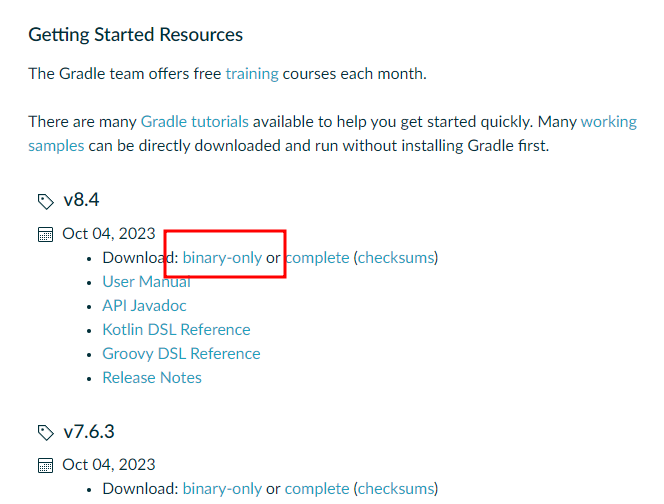 Getting Started Resources
The Gradle team offers free training courses each month.
There are many Gradle tutorials available to help you get started quickly. Many working
samples can be directly downloaded and run without installing Gradle first.
v8.4
Oct 04, 2023
• Download: binary-only or complete (checksums)
• User Manual
• API Javadoc
• Kotlin DSL Reference
• Groovy DSL Reference
• Release Notes
v7.6.3
Oct 04, 2023
• Download: binary-only or complete (checksums)